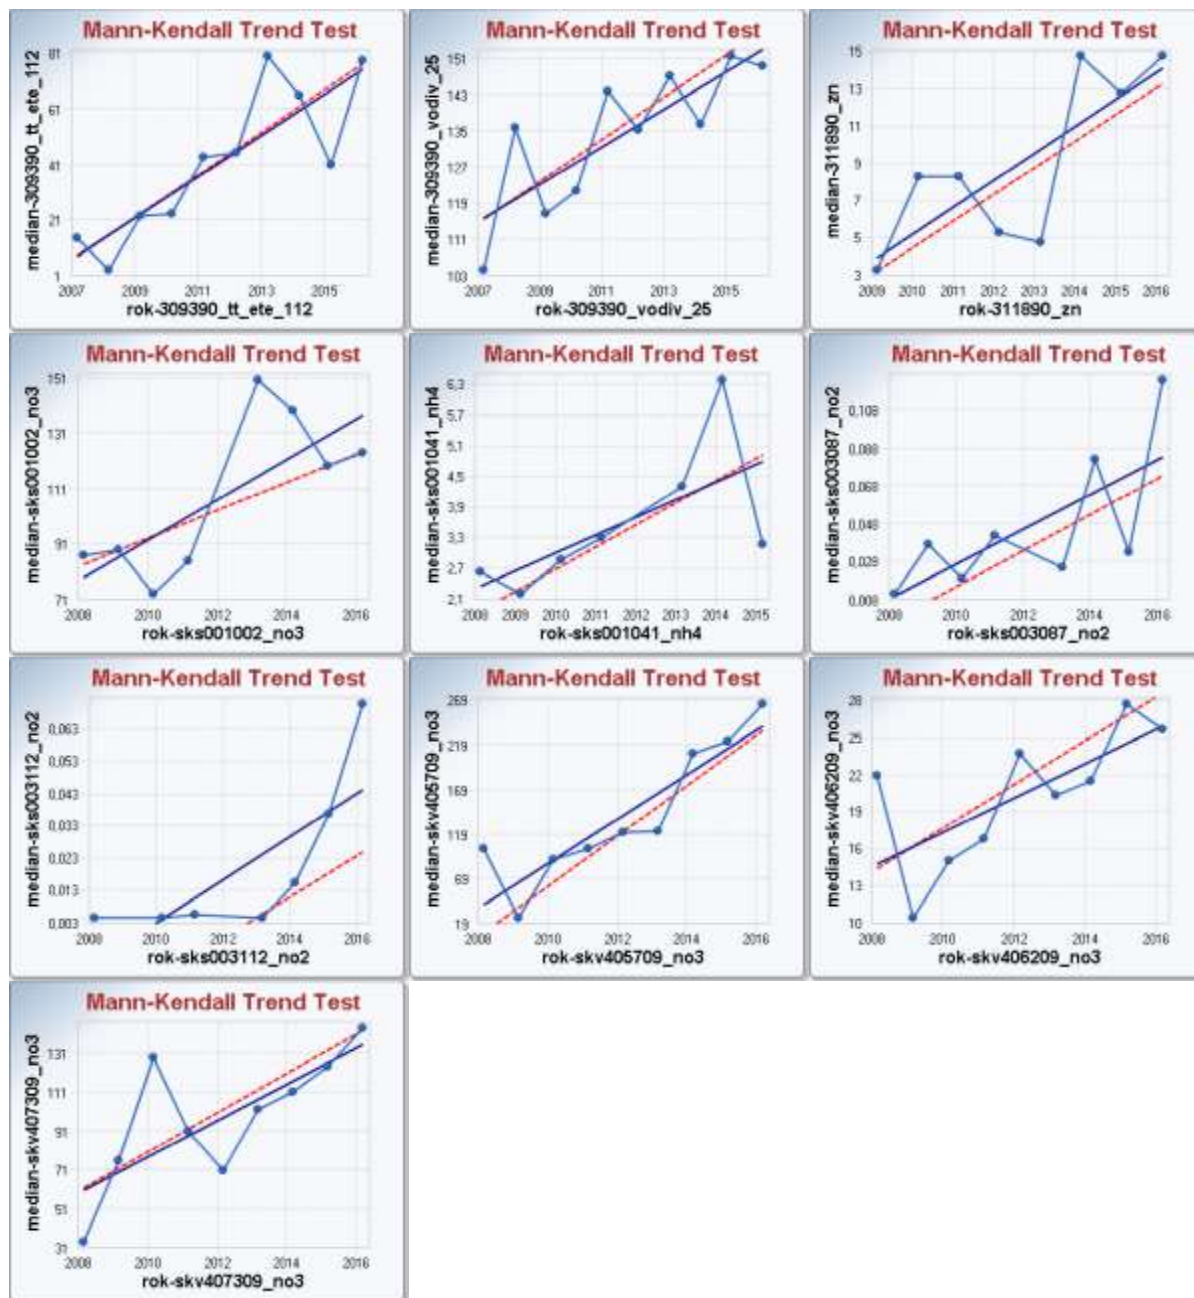 Mann-Kendall Trend Test
median-309390_tt_ete_112
81
61
41
21
1
2007 2009 2011 2013 2015
rok-309390_tt_ete_112
Mann-Kendall Trend Test
median-309390_vodiv_25
151
143
135
127
119
111
103
2007 2009 2011 2013 2015
rok-309390_vodiv_25
Mann-Kendall Trend Test
median-311890_zn
15
13
11
9
7
5
3
2009 2010 2011 2012 2013 2014 2015 2016
rok-311890_zn
Mann-Kendall Trend Test
median-sks001002_no3
151
131
111
91
71
2008 2010 2012 2014 2016
rok-sks001002_no3
Mann-Kendall Trend Test
median-sks001041_nh4
6,3
5,7
5,1
4,5
3,9
3,3
2,7
2,1
2008 2009 2010 2011 2012 2013 2014 2015
rok-sks001041_nh4
Mann-Kendall Trend Test
median-sks003087_no2
0,108
0,088
0,068
0,048
0,028
0,008
2008 2010 2012 2014 2016
rok-sks003087_no2
Mann-Kendall Trend Test
median-sks003112_no2
0,063
0,053
0,043
0,033
0,023
0,013
0,003
2008 2010 2012 2014 2016
rok-sks003112_no2
Mann-Kendall Trend Test
median-skv405709_no3
269
219
169
119
69
19
2008 2010 2012 2014 2016
rok-skv405709_no3
Mann-Kendall Trend Test
median-skv406209_no3
28
25
22
19
16
13
10
2008 2010 2012 2014 2016
rok-skv406209_no3
Mann-Kendall Trend Test
median-skv407309_no3
131
111
91
71
51
31
2008 2010 2012 2014 2016
rok-skv407309_no3